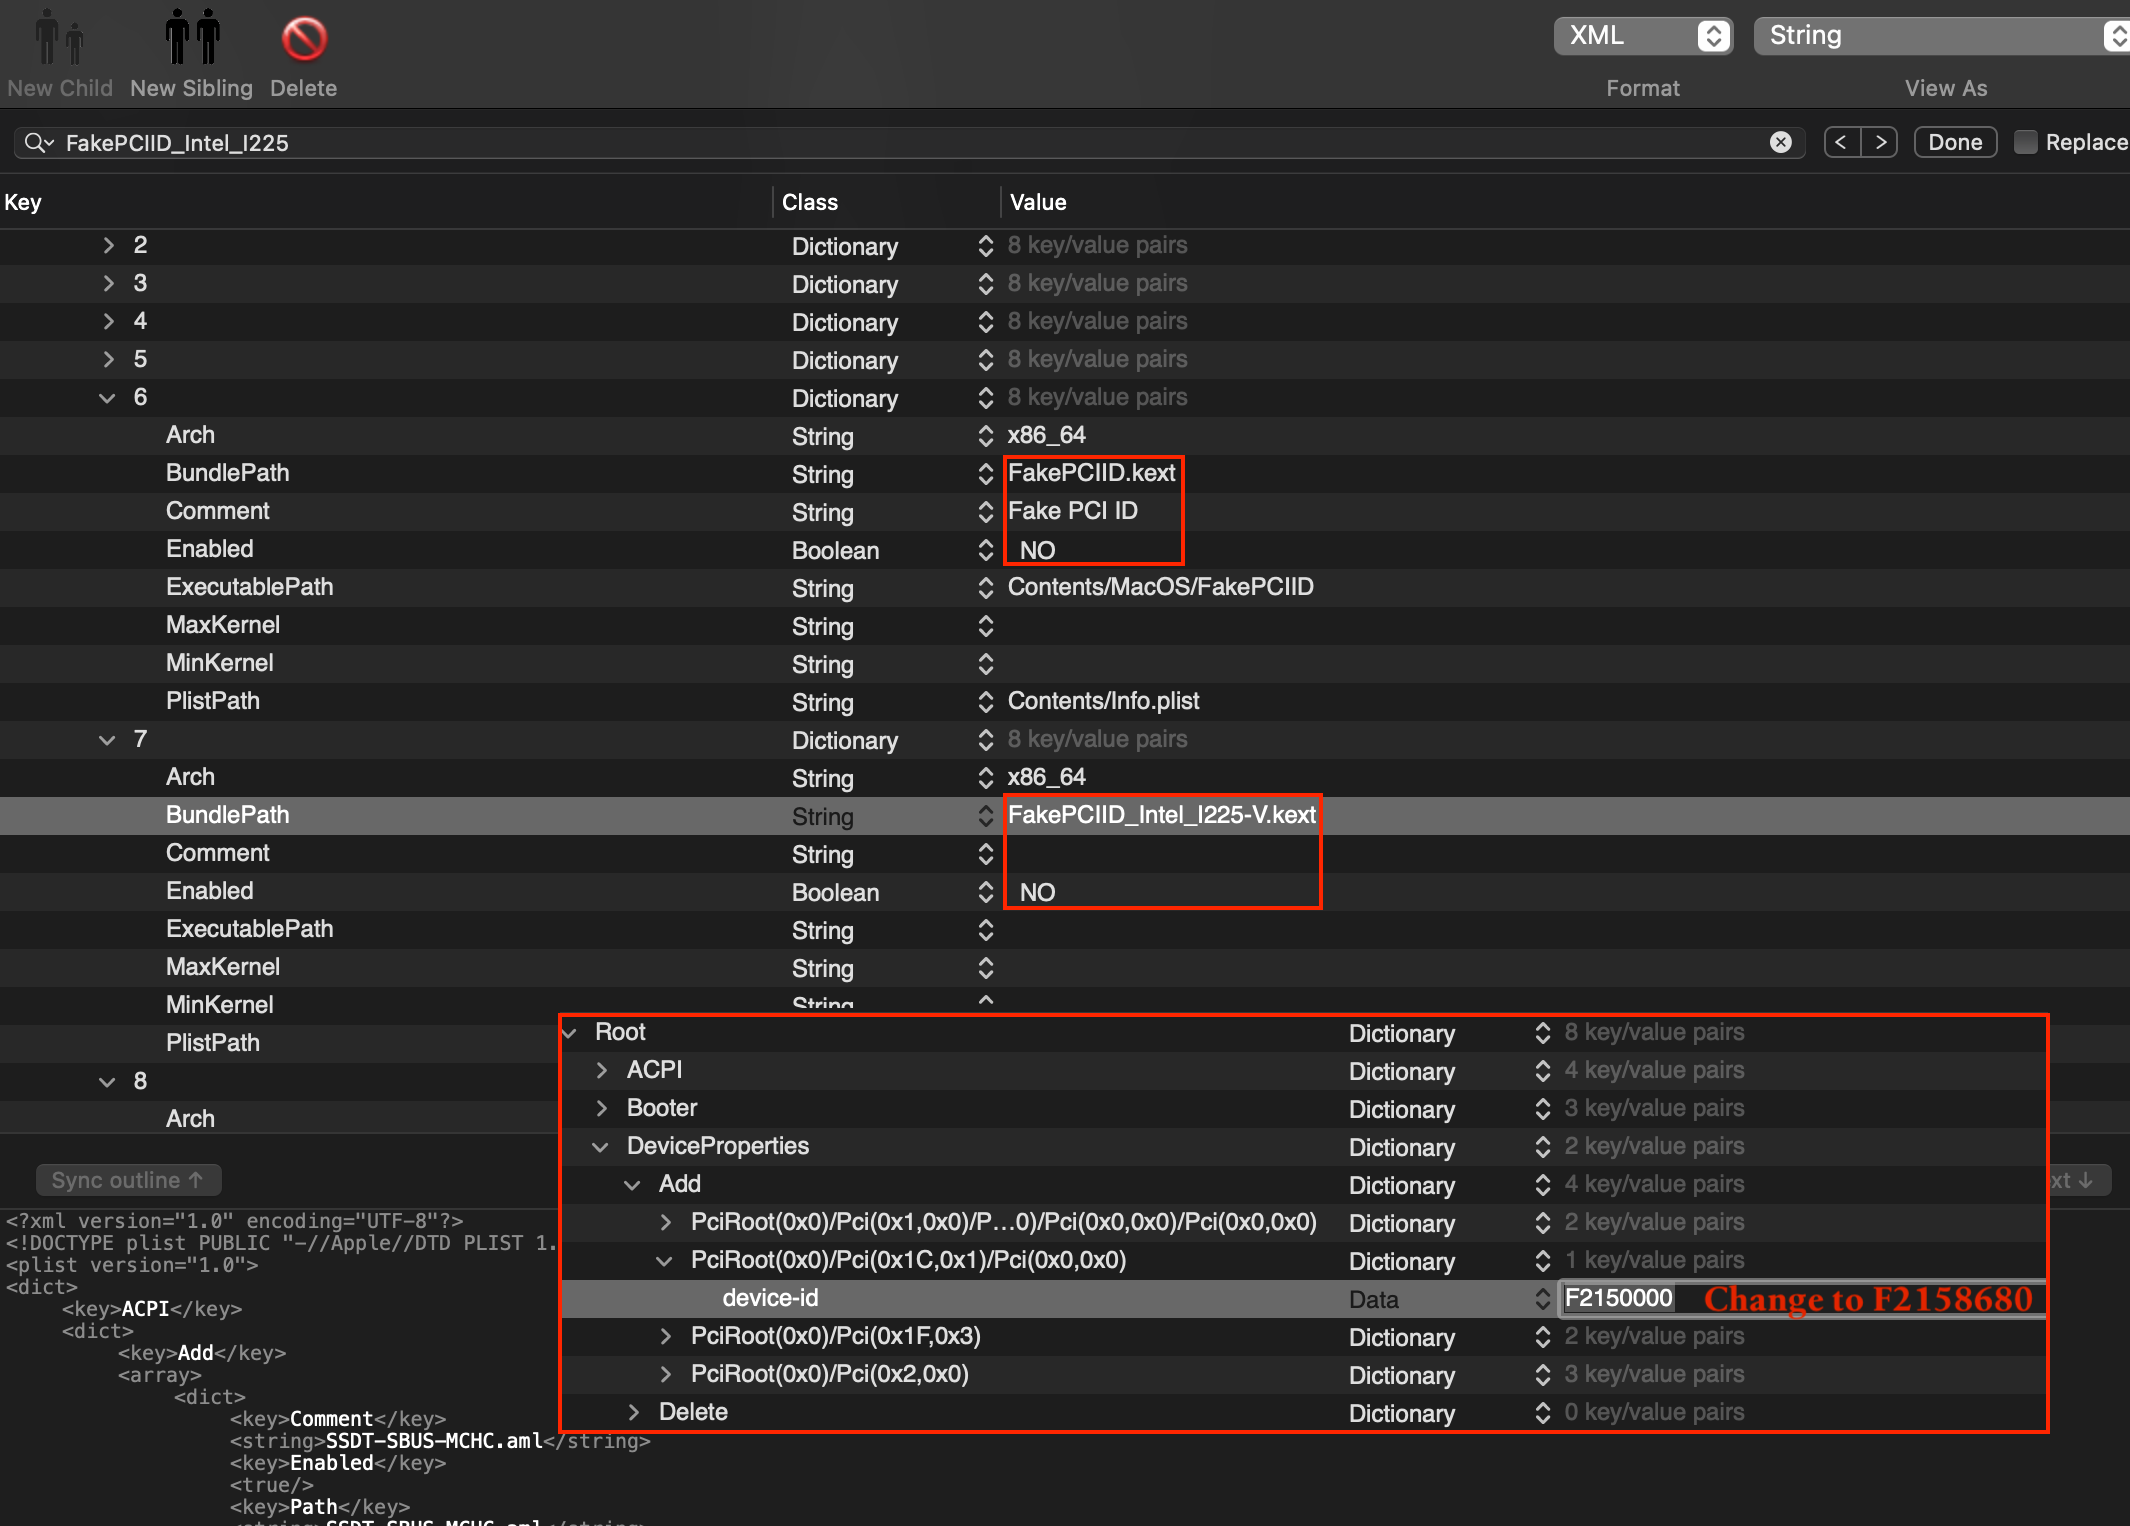 New Child New Sibling Delete XML Format String View As
FakePCIID_Intel_I225 < > Done Replace
Key Class Value
2 Dictionary 8 key/value pairs
3 Dictionary 8 key/value pairs
4 Dictionary 8 key/value pairs
5 Dictionary 8 key/value pairs
6 Dictionary 8 key/value pairs
Arch String x86_64
BundlePath String FakePCIID.kext
Comment String Fake PCI ID
Enabled Boolean NO
ExecutablePath String Contents/MacOS/FakePCIID
MaxKernel String
MinKernel String
PlistPath String Contents/Info.plist
7 Dictionary 8 key/value pairs
Arch String x86_64
BundlePath String FakePCIID_Intel_I225-V.kext
Comment String
Enabled Boolean NO
ExecutablePath String
MaxKernel String
MinKernel String
PlistPath
8
Arch
Root Dictionary 8 key/value pairs
ACPI Dictionary 4 key/value pairs
Booter Dictionary 3 key/value pairs
DeviceProperties Dictionary 2 key/value pairs
Add Dictionary 4 key/value pairs
PciRoot(0x0)/Pci(0x1,0x0)/P...0)/Pci(0x0,0x0)/Pci(0x0,0x0) Dictionary 2 key/value pairs
PciRoot(0x0)/Pci(0x1C,0x1)/Pci(0x0,0x0) Dictionary 1 key/value pairs
device-id Data F2150000 Change to F2158680
PciRoot(0x0)/Pci(0x1F,0x3) Dictionary 2 key/value pairs
PciRoot(0x0)/Pci(0x2,0x0) Dictionary 3 key/value pairs
Delete Dictionary 0 key/value pairs
Sync outline ↑ xt ↓
<?xml version="1.0" encoding="UTF-8"?>
<!DOCTYPE plist PUBLIC "-//Apple//DTD PLIST 1.
<plist version="1.0">
<dict>
<key>ACPI</key>
<dict>
<key>Add</key>
<array>
<dict>
<key>Comment</key>
<string>SSDT-SBUS-MCHC.aml</string>
<key>Enabled</key>
<true/>
<key>Path</key>
<string>SSDT-SBUS-MCHC.aml</string>